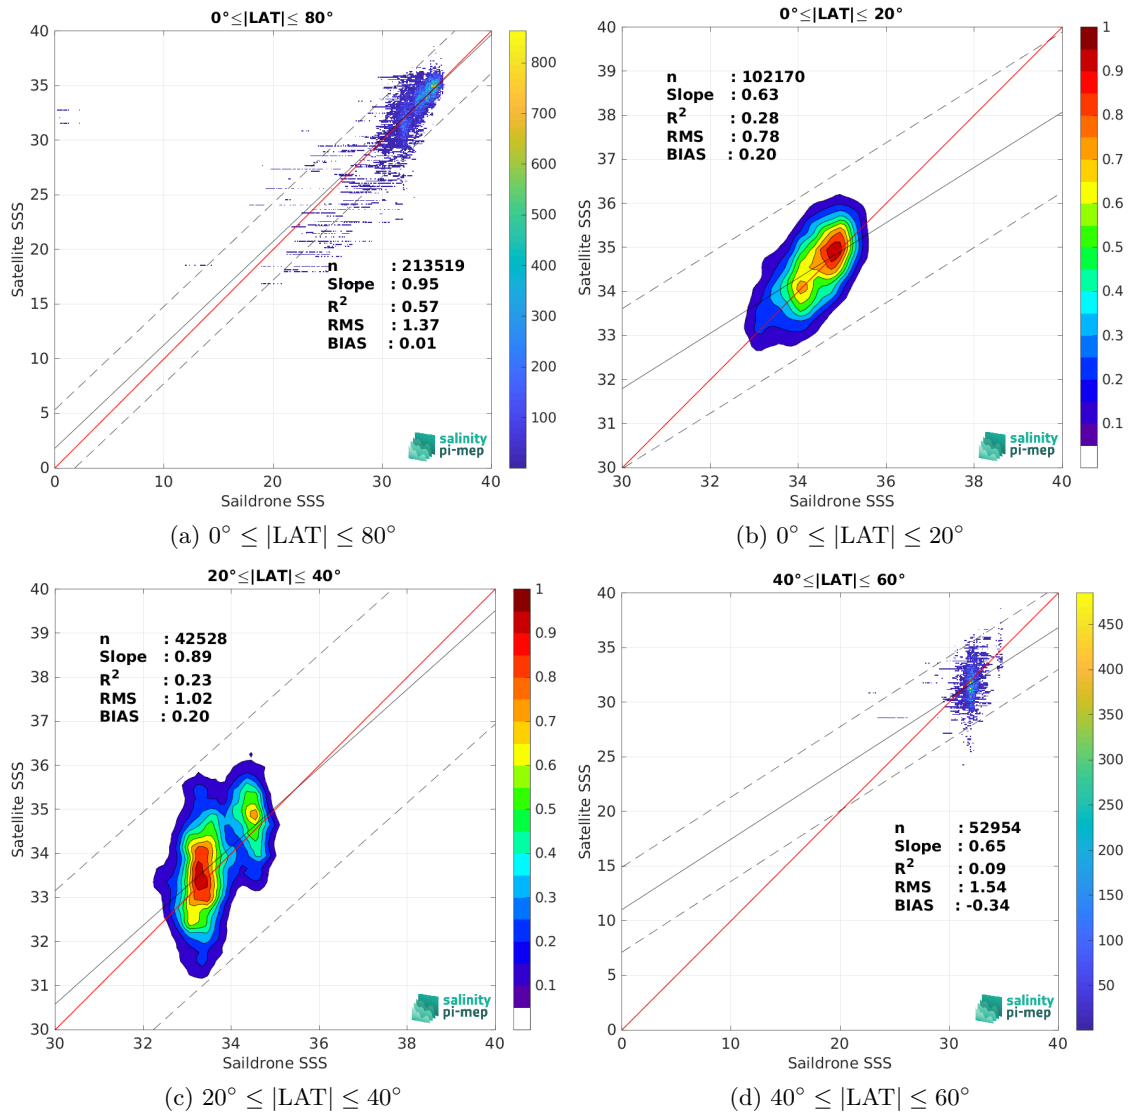 0°≤|LAT|≤ 80°
40
35
30
25
20
15
10
5
0
Satellite SSS
0
10
20
30
40
Saildrone SSS
n : 213519
Slope : 0.95
R² : 0.57
RMS : 1.37
BIAS : 0.01
salinity
pi-mep
800
700
600
500
400
300
200
100
(a) 0° ≤ |LAT| ≤ 80°
0°≤|LAT|≤ 20°
40
39
38
37
36
35
34
33
32
31
30
Satellite SSS
30
32
34
36
38
40
Saildrone SSS
n : 102170
Slope : 0.63
R² : 0.28
RMS : 0.78
BIAS : 0.20
salinity
pi-mep
1
0.9
0.8
0.7
0.6
0.5
0.4
0.3
0.2
0.1
(b) 0° ≤ |LAT| ≤ 20°
20°≤|LAT|≤ 40°
40
39
38
37
36
35
34
33
32
31
30
Satellite SSS
30
32
34
36
38
40
Saildrone SSS
n : 42528
Slope : 0.89
R² : 0.23
RMS : 1.02
BIAS : 0.20
salinity
pi-mep
1
0.9
0.8
0.7
0.6
0.5
0.4
0.3
0.2
0.1
(c) 20° ≤ |LAT| ≤ 40°
40°≤|LAT|≤ 60°
40
35
30
25
20
15
10
5
0
Satellite SSS
0
10
20
30
40
Saildrone SSS
n : 52954
Slope : 0.65
R² : 0.09
RMS : 1.54
BIAS : -0.34
salinity
pi-mep
450
400
350
300
250
200
150
100
50
(d) 40° ≤ |LAT| ≤ 60°